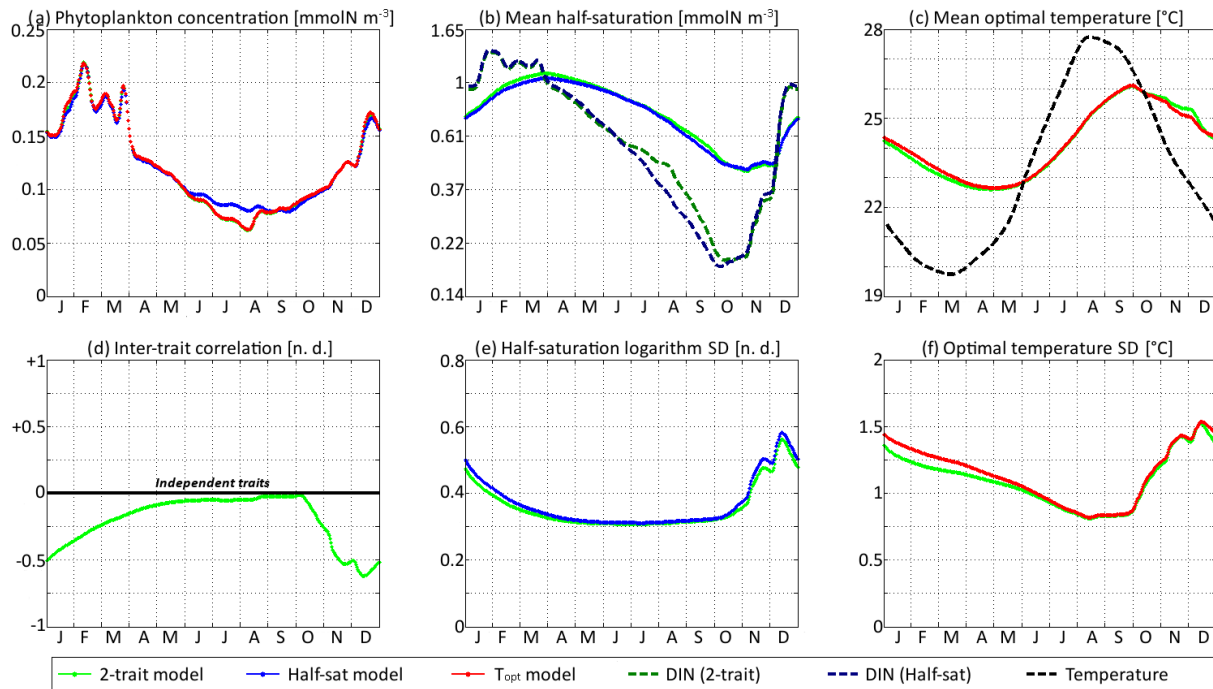 (a) Phytoplankton concentration [mmolN m⁻³]
0.25
0.2
0.15
0.1
0.05
0
J F M A M J J A S O N D
(b) Mean half-saturation [mmolN m⁻³]
1.65
1
0.61
0.37
0.22
0.14
J F M A M J J A S O N D
(c) Mean optimal temperature [°C]
28
25
22
19
J F M A M J J A S O N D
(d) Inter-trait correlation [n. d.]
+1
+0.5
0
-0.5
-1
Independent traits
J F M A M J J A S O N D
(e) Half-saturation logarithm SD [n. d.]
0.8
0.6
0.4
0.2
0
J F M A M J J A S O N D
(f) Optimal temperature SD [°C]
2
1.5
1
0.5
0
J F M A M J J A S O N D
2-trait model Half-sat model Topt model DIN (2-trait) DIN (Half-sat) Temperature